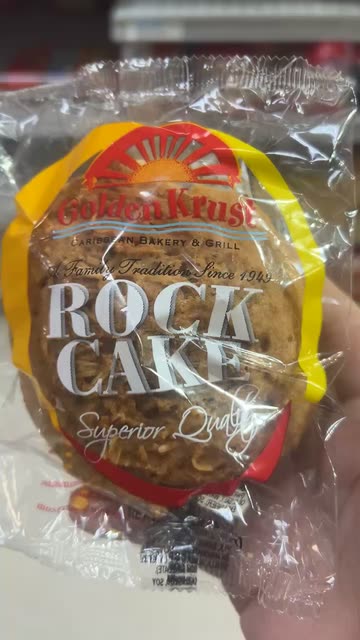 Golden Krust
CARIBBEAN BAKERY & GRILL
A Family Tradition Since 1949
ROCK
CAKE
Superior Quality